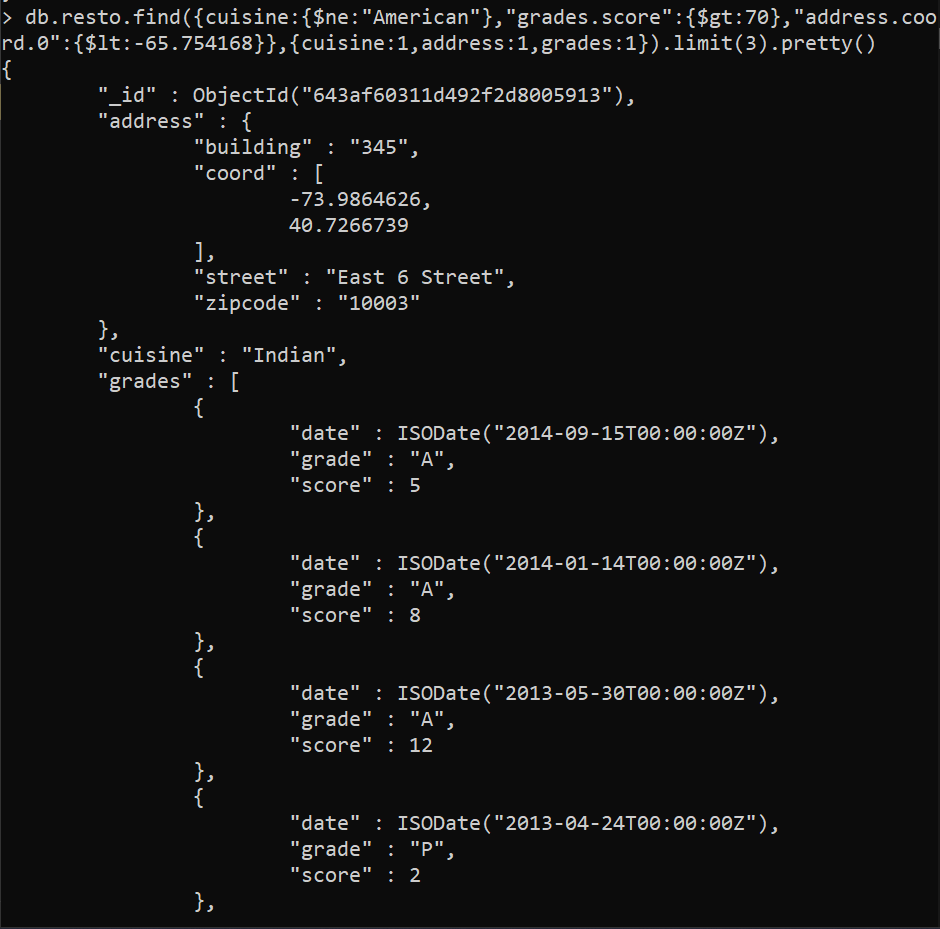 > db.resto.find({cuisine:{$ne:"American"},"grades.score":{$gt:70},"address.coo
rd.0":{$lt:-65.754168}},{cuisine:1,address:1,grades:1}).limit(3).pretty()
{
        "_id" : ObjectId("643af60311d492f2d8005913"),
        "address" : {
                "building" : "345",
                "coord" : [
                        -73.9864626,
                        40.7266739
                ],
                "street" : "East 6 Street",
                "zipcode" : "10003"
        },
        "cuisine" : "Indian",
        "grades" : [
                {
                        "date" : ISODate("2014-09-15T00:00:00Z"),
                        "grade" : "A",
                        "score" : 5
                },
                {
                        "date" : ISODate("2014-01-14T00:00:00Z"),
                        "grade" : "A",
                        "score" : 8
                },
                {
                        "date" : ISODate("2013-05-30T00:00:00Z"),
                        "grade" : "A",
                        "score" : 12
                },
                {
                        "date" : ISODate("2013-04-24T00:00:00Z"),
                        "grade" : "P",
                        "score" : 2
                },